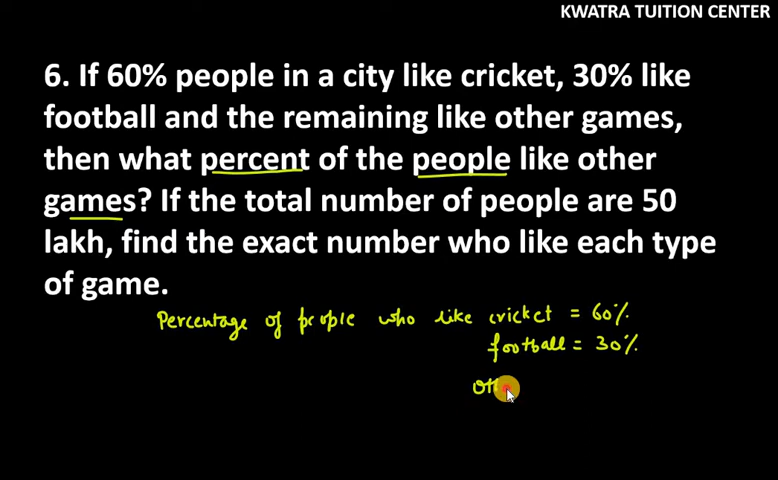 KWATRA TUITION CENTER
6. If 60% people in a city like cricket, 30% like
football and the remaining like other games,
then what percent of the people like other
games? If the total number of people are 50
lakh, find the exact number who like each type
of game.
Percentage of people who like cricket = 60%
football = 30%